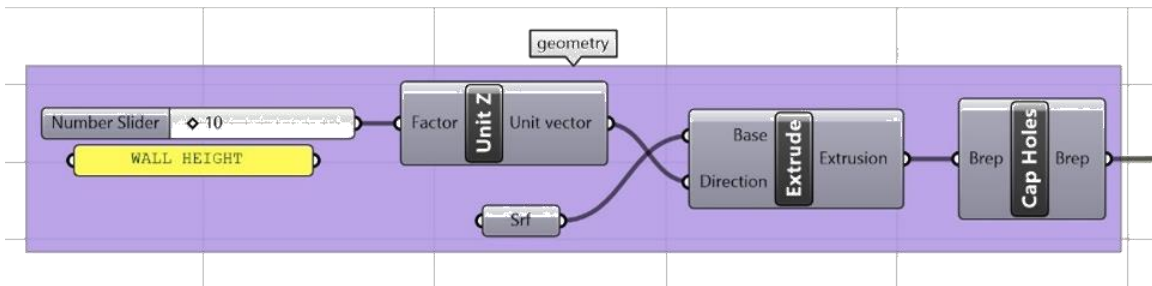 geometry
Number Slider 10
WALL HEIGHT
Factor Unit Z Unit vector
Srf
Base
Direction
Extrude
Extrusion
Brep Cap Holes Brep